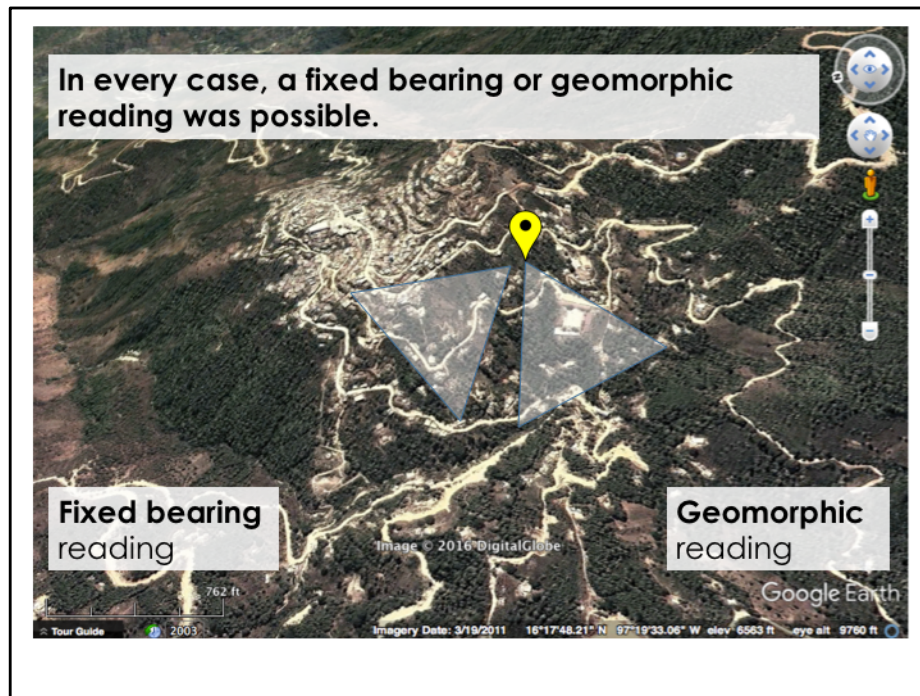 In every case, a fixed bearing or geomorphic
reading was possible.
Fixed bearing
reading
Geomorphic
reading
Image © 2016 DigitalGlobe
762 ft
Google Earth
Tour Guide
2003
Imagery Date: 3/19/2011 16°17'48.21" N 97°19'33.06" W elev 6563 ft eye alt 9760 ft